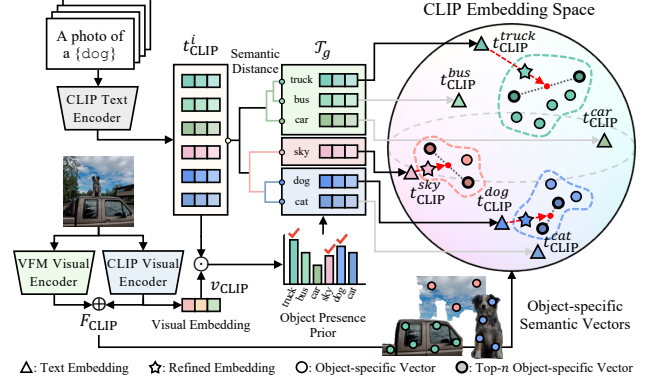 CLIP Embedding Space
A photo of
a {dog}
t^i_CLIP
Semantic
Distance
T_g
truck
bus
car
sky
dog
cat
t^truck_CLIP
t^bus_CLIP
t^car_CLIP
t^sky_CLIP
t^dog_CLIP
t^cat_CLIP
CLIP Text
Encoder
VFM Visual
Encoder
CLIP Visual
Encoder
F_CLIP
v_CLIP
Visual Embedding
truck
bus
car
sky
dog
cat
Object Presence
Prior
Object-specific
Semantic Vectors
: Text Embedding : Refined Embedding : Object-specific Vector : Top-n Object-specific Vector